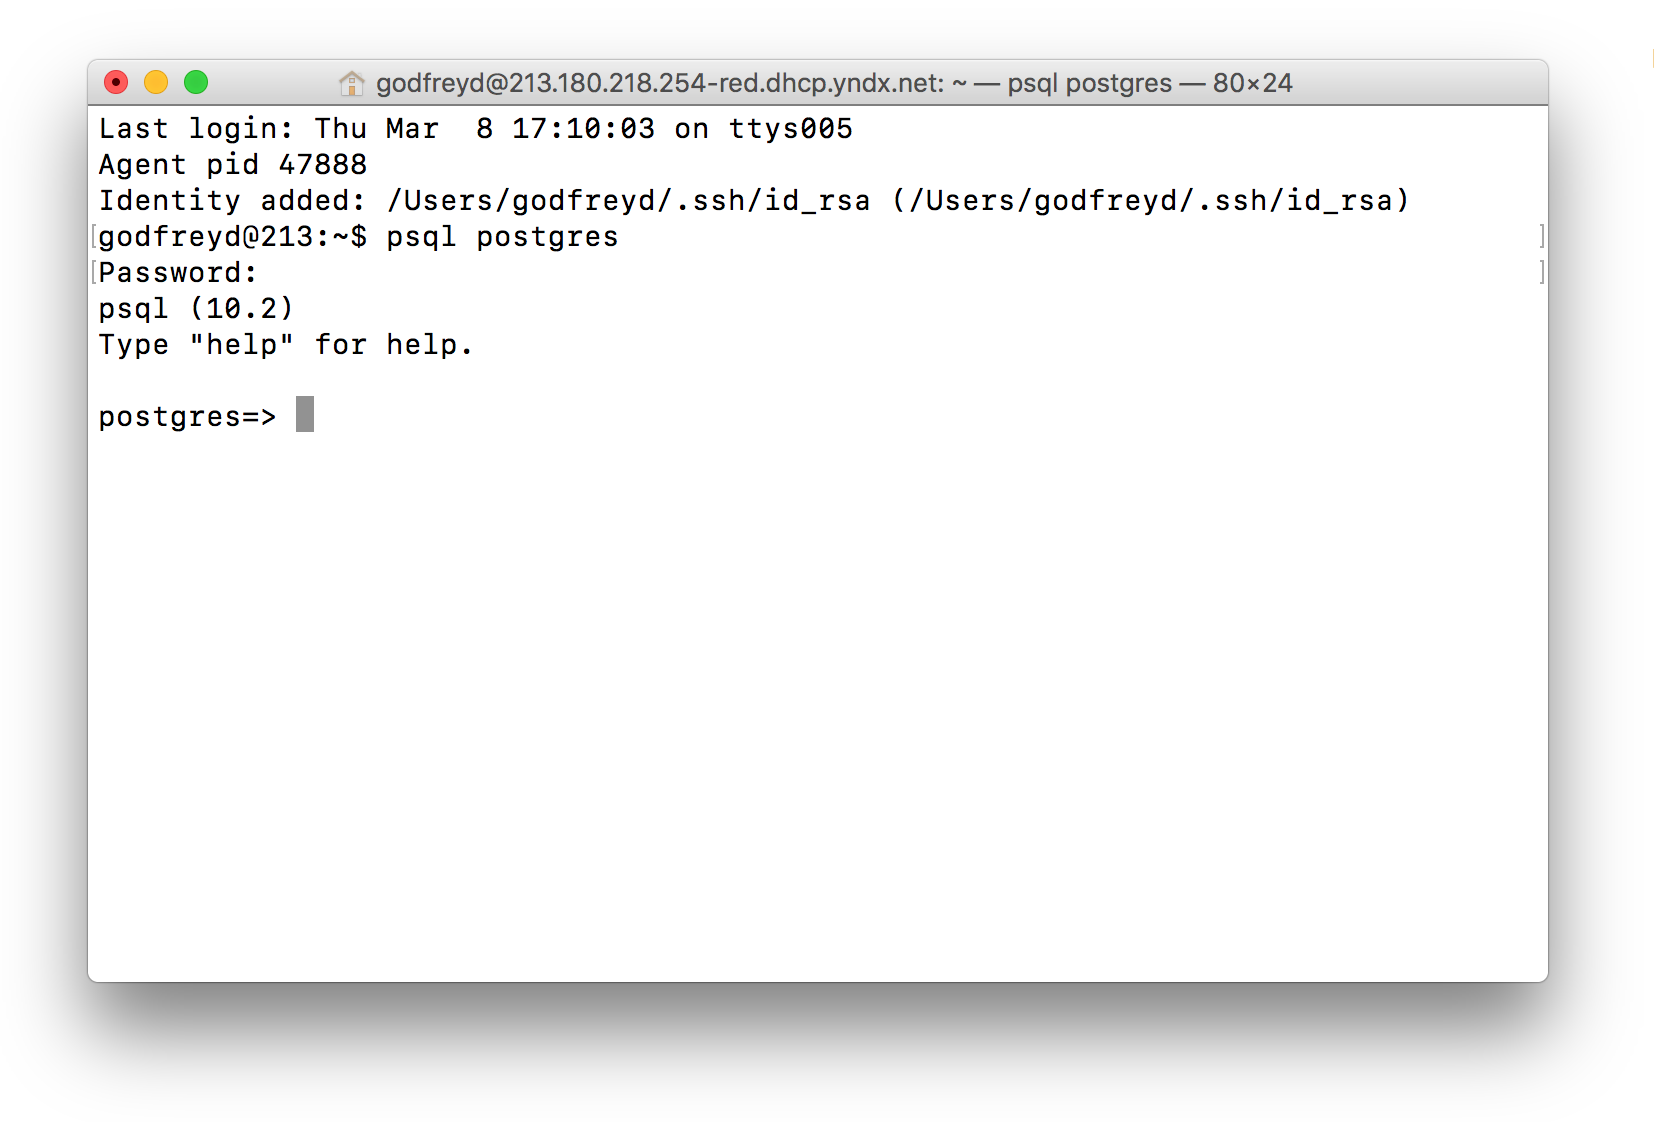 godfreyd@213.180.218.254-red.dhcp.yndx.net: ~ — psql postgres — 80×24
Last login: Thu Mar  8 17:10:03 on ttys005
Agent pid 47888
Identity added: /Users/godfreyd/.ssh/id_rsa (/Users/godfreyd/.ssh/id_rsa)
[godfreyd@213:~$ psql postgres ]
[Password: ]
psql (10.2)
Type "help" for help.
postgres=>